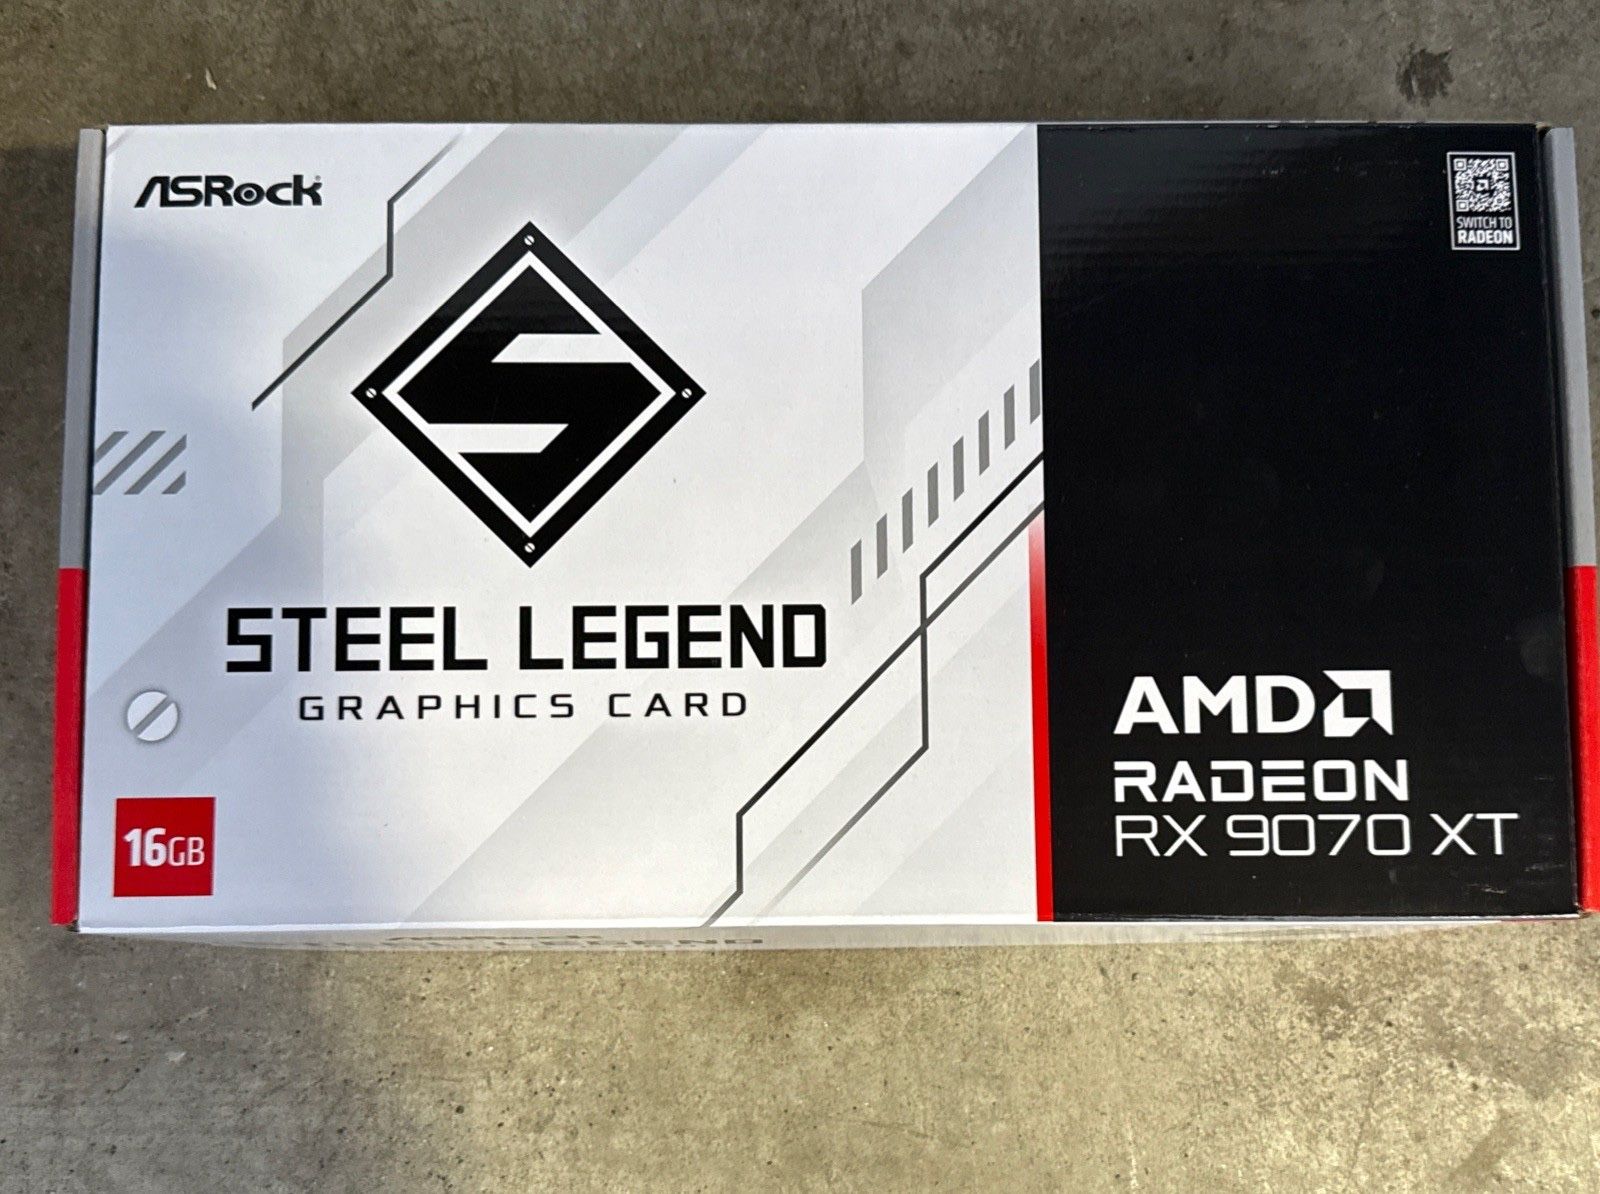 ASRock
STEEL LEGEND
GRAPHICS CARD
16GB
SWITCH TO
RADEON
AMD
RADEON
RX 9070 XT